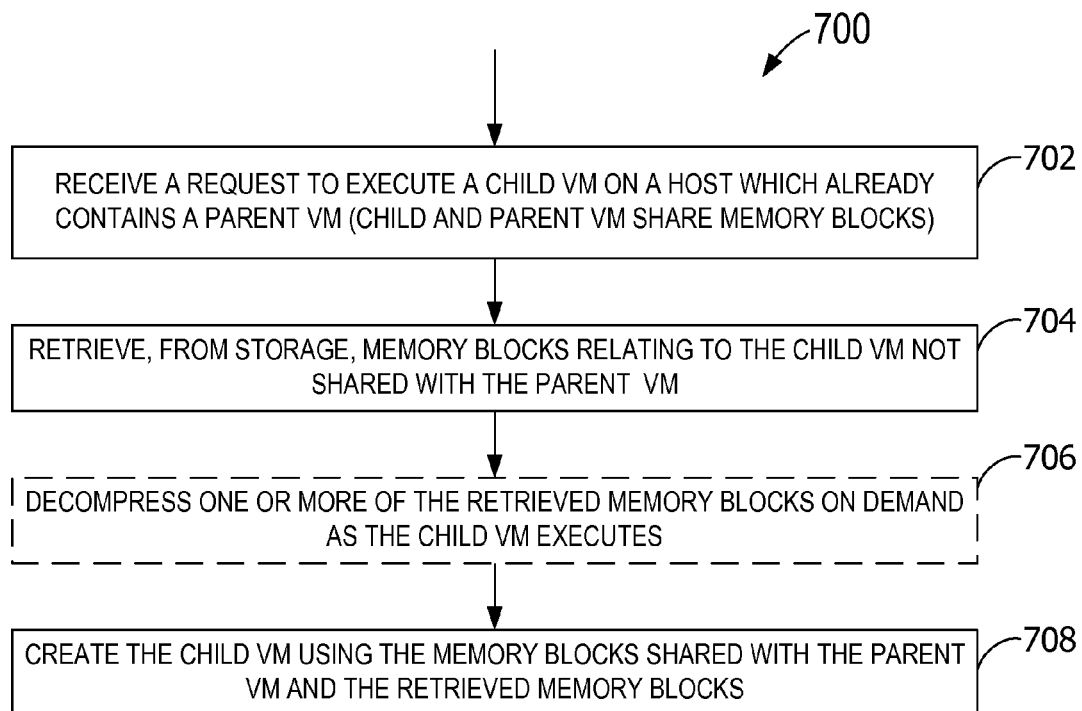 700
702
RECEIVE A REQUEST TO EXECUTE A CHILD VM ON A HOST WHICH ALREADY
CONTAINS A PARENT VM (CHILD AND PARENT VM SHARE MEMORY BLOCKS)
704
RETRIEVE, FROM STORAGE, MEMORY BLOCKS RELATING TO THE CHILD VM NOT
SHARED WITH THE PARENT VM
706
DECOMPRESS ONE OR MORE OF THE RETRIEVED MEMORY BLOCKS ON DEMAND
AS THE CHILD VM EXECUTES
708
CREATE THE CHILD VM USING THE MEMORY BLOCKS SHARED WITH THE PARENT
VM AND THE RETRIEVED MEMORY BLOCKS